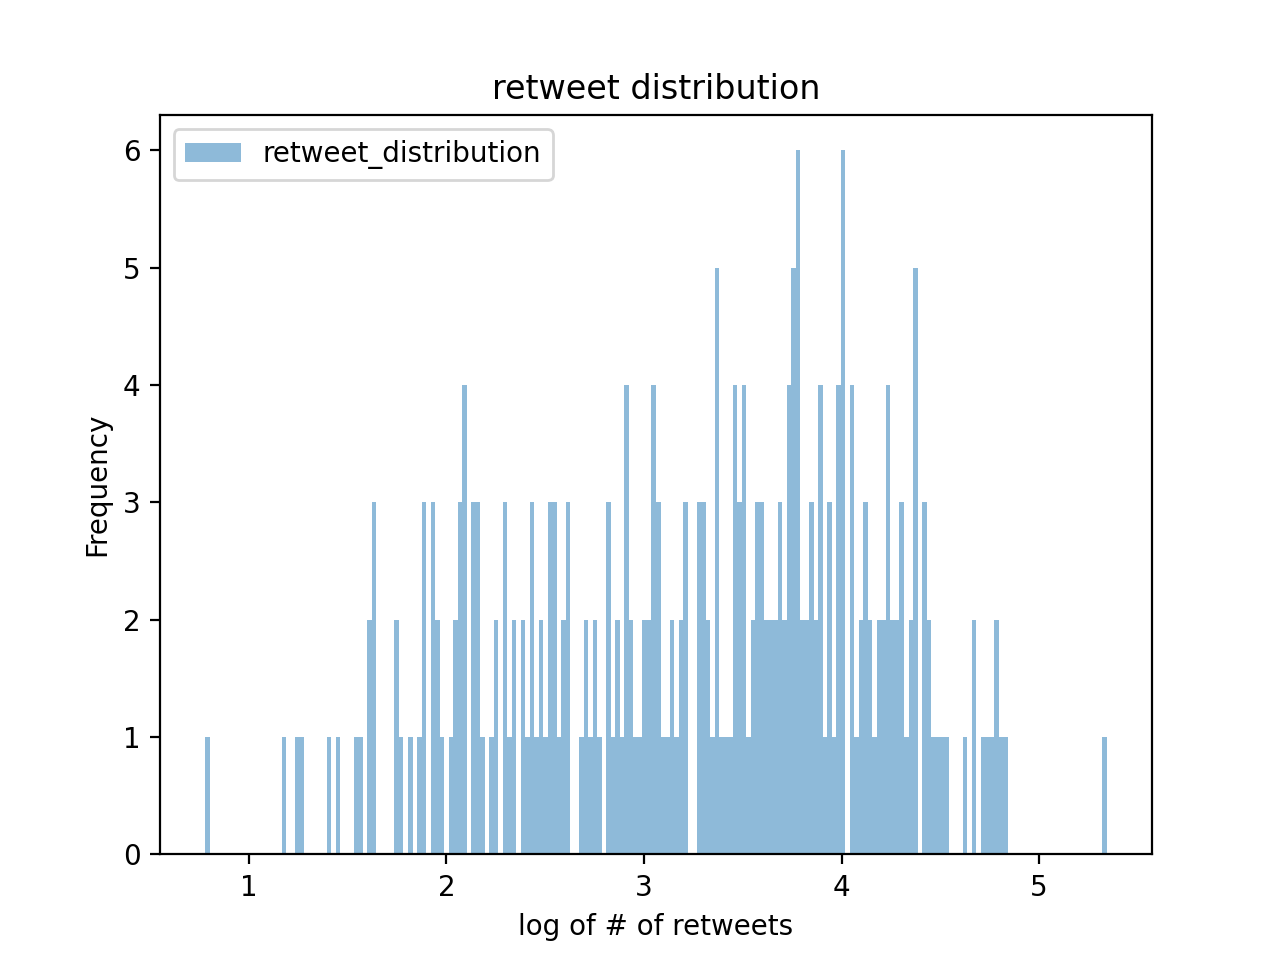 retweet distribution
retweet_distribution
6
5
4
3
2
1
0
Frequency
1 2 3 4 5
log of # of retweets